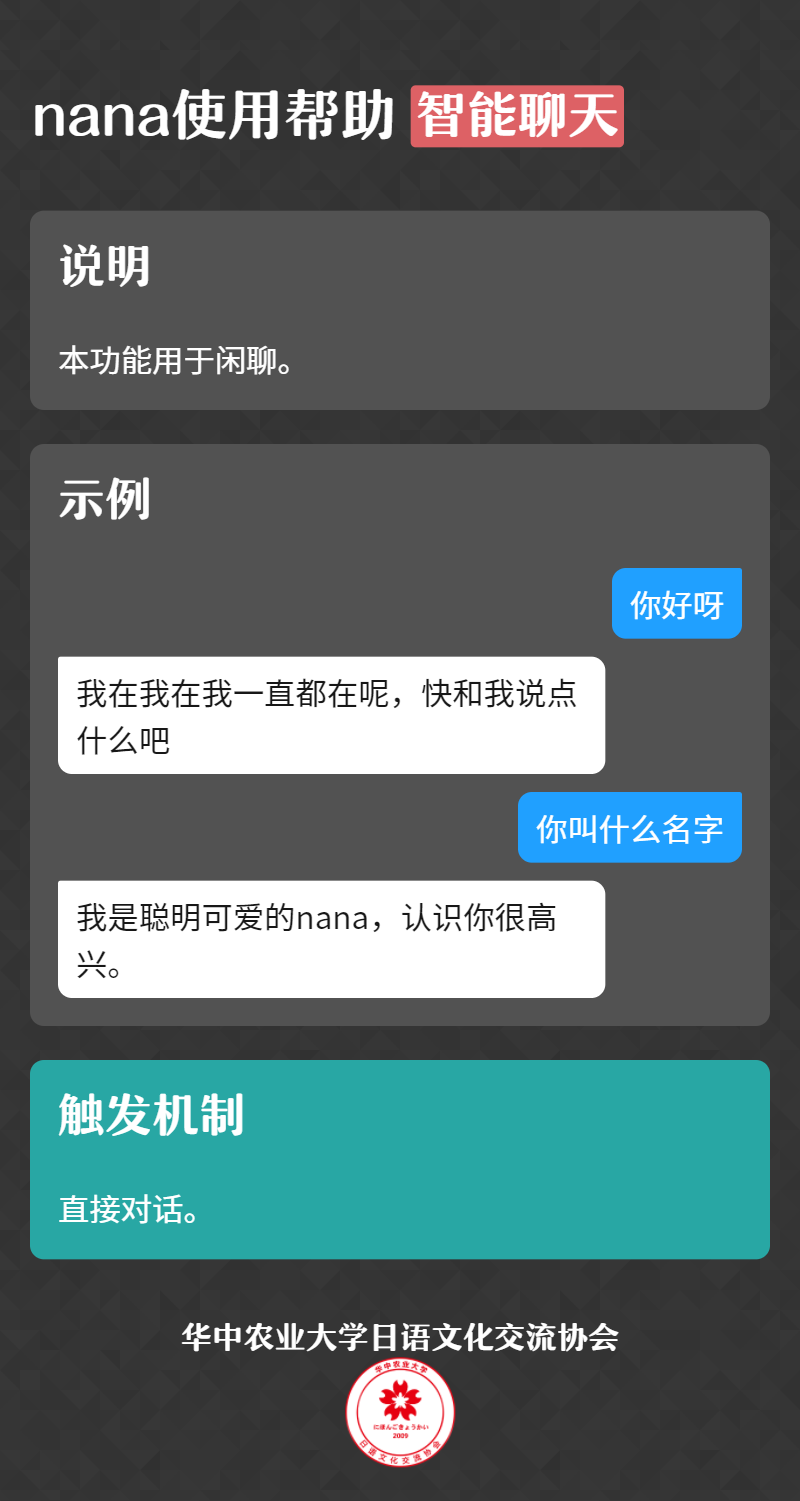 nana使用帮助 智能聊天
说明
本功能用于闲聊。
示例
你好呀
我在我在我一直都在呢，快和我说点
什么吧
你叫什么名字
我是聪明可爱的nana，认识你很高
兴。
触发机制
直接对话。
华中农业大学日语文化交流协会
华中农业大学
にほんごきょうかい
2009
日语文化交流协会